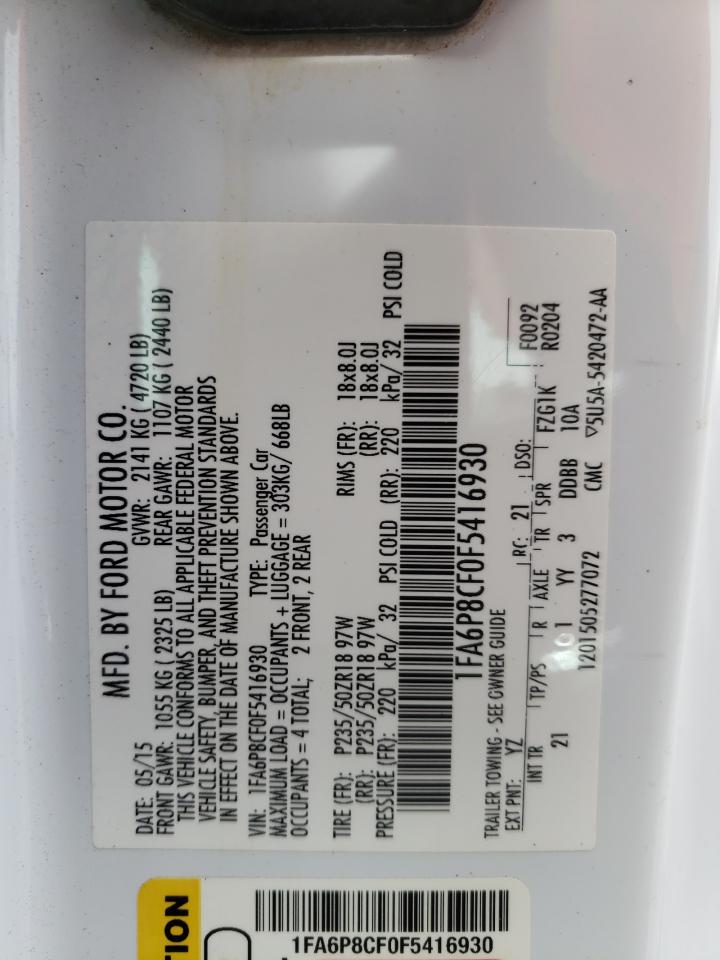 MFD. BY FORD MOTOR CO.
DATE: 05/15 GVWR: 2141 KG ( 4720 LB)
FRONT GAWR: 1055 KG ( 2325 LB) REAR GAWR: 1107 KG ( 2440 LB)
THIS VEHICLE CONFORMS TO ALL APPLICABLE FEDERAL MOTOR
VEHICLE SAFETY, BUMPER, AND THEFT PREVENTION STANDARDS
IN EFFECT ON THE DATE OF MANUFACTURE SHOWN ABOVE.
VIN: 1FA6P8CF0F5416930 TYPE: Passenger Car
MAXIMUM LOAD = OCCUPANTS + LUGGAGE = 303KG/ 668LB
OCCUPANTS = 4 TOTAL; 2 FRONT, 2 REAR
TIRE (FR): P235/50ZR18 97W RIMS (FR): 18x8.0J
(RR): P235/50ZR18 97W (RR): 18x8.0J
PRESSURE (FR): 220 kPa/ 32 PSI COLD (RR): 220 kPa/ 32 PSI COLD
1FA6P8CF0F5416930
TRAILER TOWING - SEE OWNER GUIDE
EXT PNT: YZ RC: 21 DSO: F0092
INT TR TP/PS R AXLE TR SPR FZG1K R0204
21 1 YY 3 DDBB 10A
1201505277072 CMC ▽5U5A-5420472-AA
TION
1FA6P8CF0F5416930